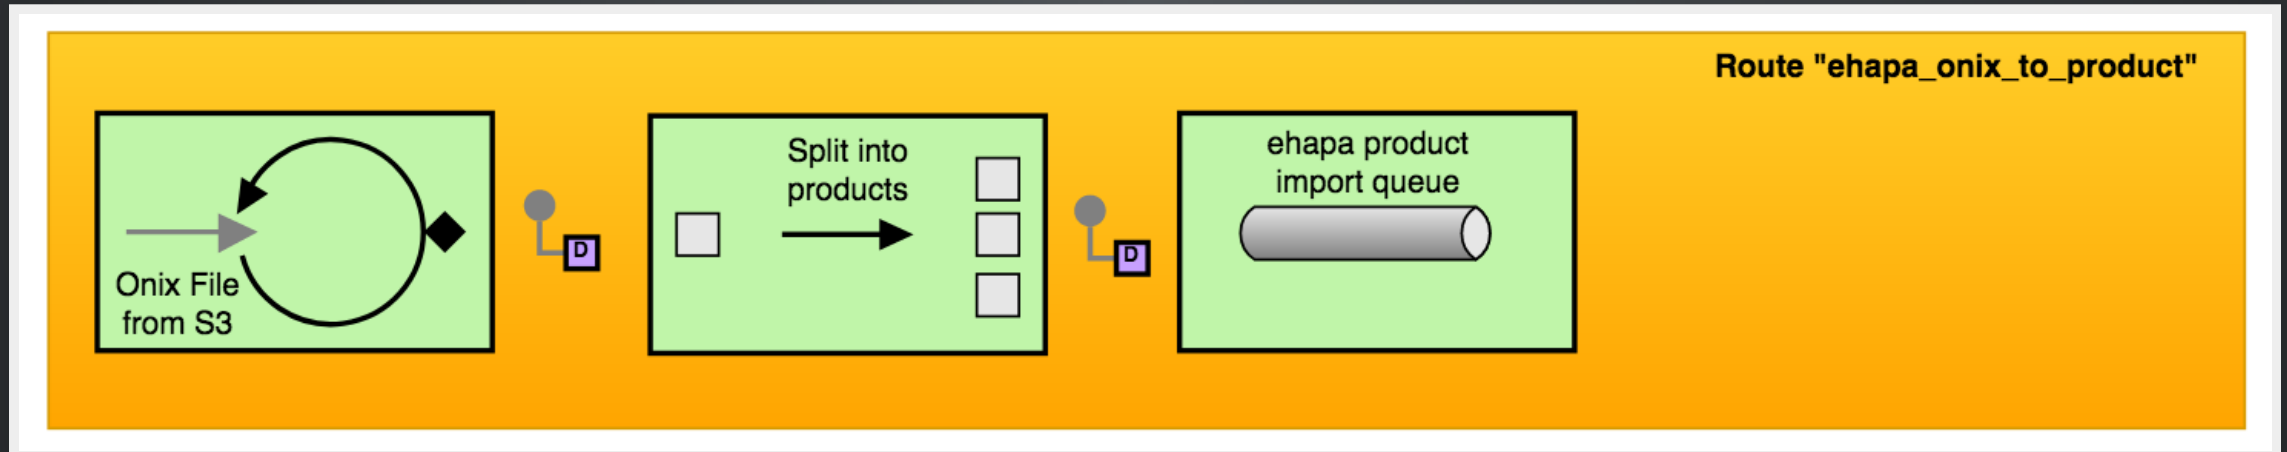 Route "ehapa_onix_to_product"
Onix File
from S3
D
Split into
products
D
ehapa product
import queue